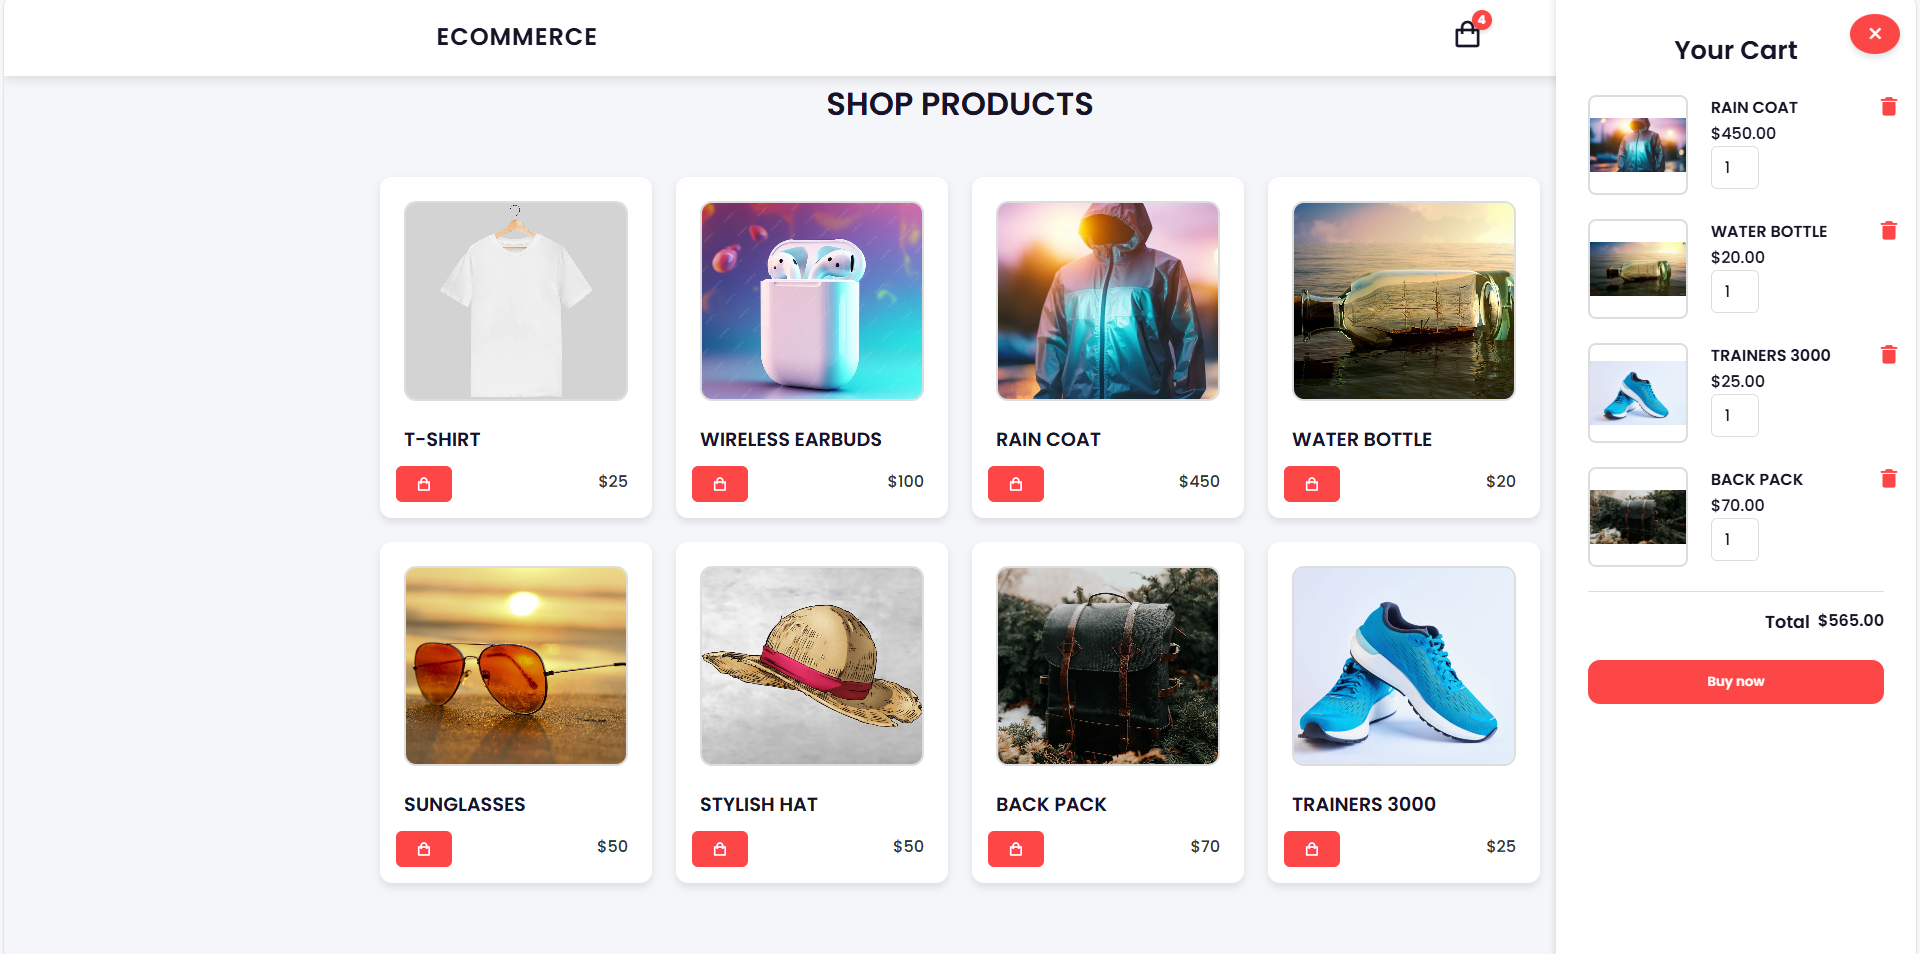 ECOMMERCE
4
SHOP PRODUCTS
T-SHIRT
$25
WIRELESS EARBUDS
$100
RAIN COAT
$450
WATER BOTTLE
$20
SUNGLASSES
$50
STYLISH HAT
$50
BACK PACK
$70
TRAINERS 3000
$25
Your Cart
RAIN COAT
$450.00
1
WATER BOTTLE
$20.00
1
TRAINERS 3000
$25.00
1
BACK PACK
$70.00
1
Total $565.00
Buy now